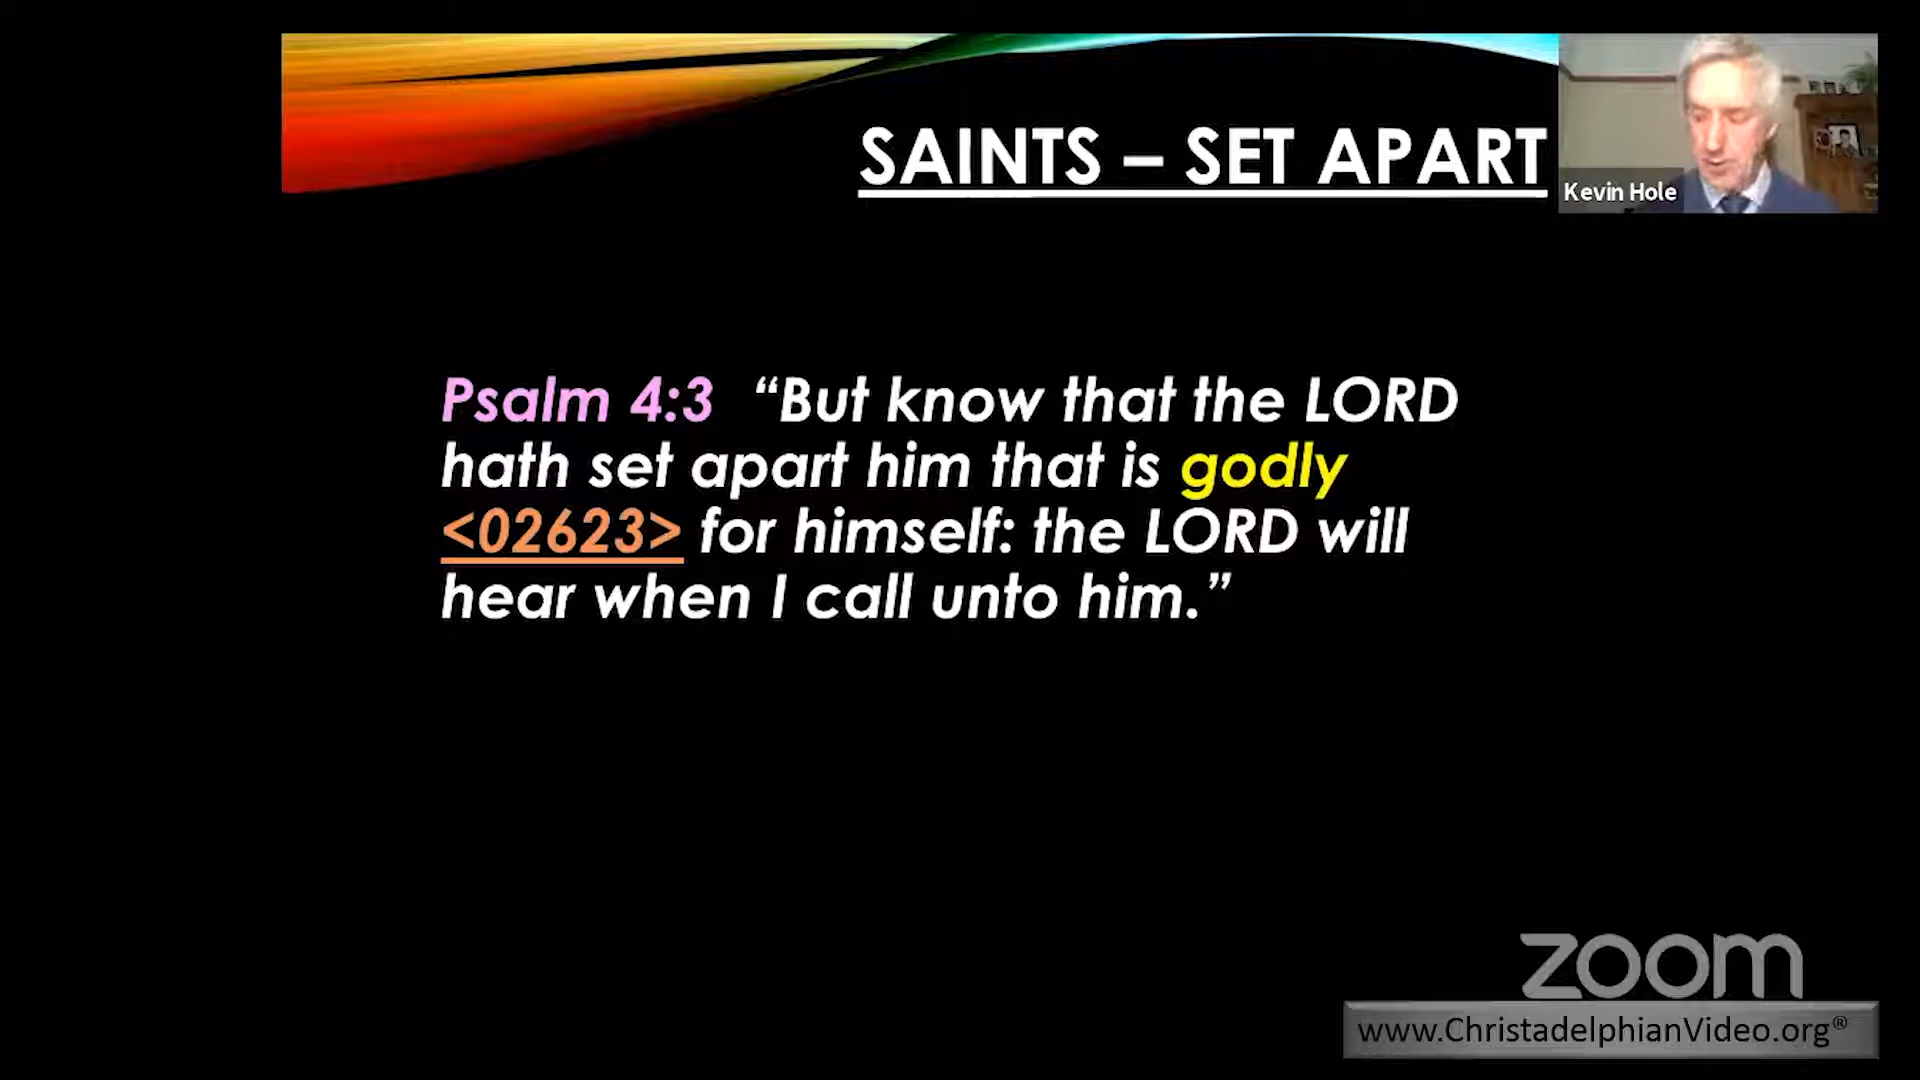 SAINTS – SET APART
Kevin Hole
Psalm 4:3 “But know that the LORD
hath set apart him that is godly
<02623> for himself: the LORD will
hear when I call unto him.”
zoom
www.ChristadelphianVideo.org®